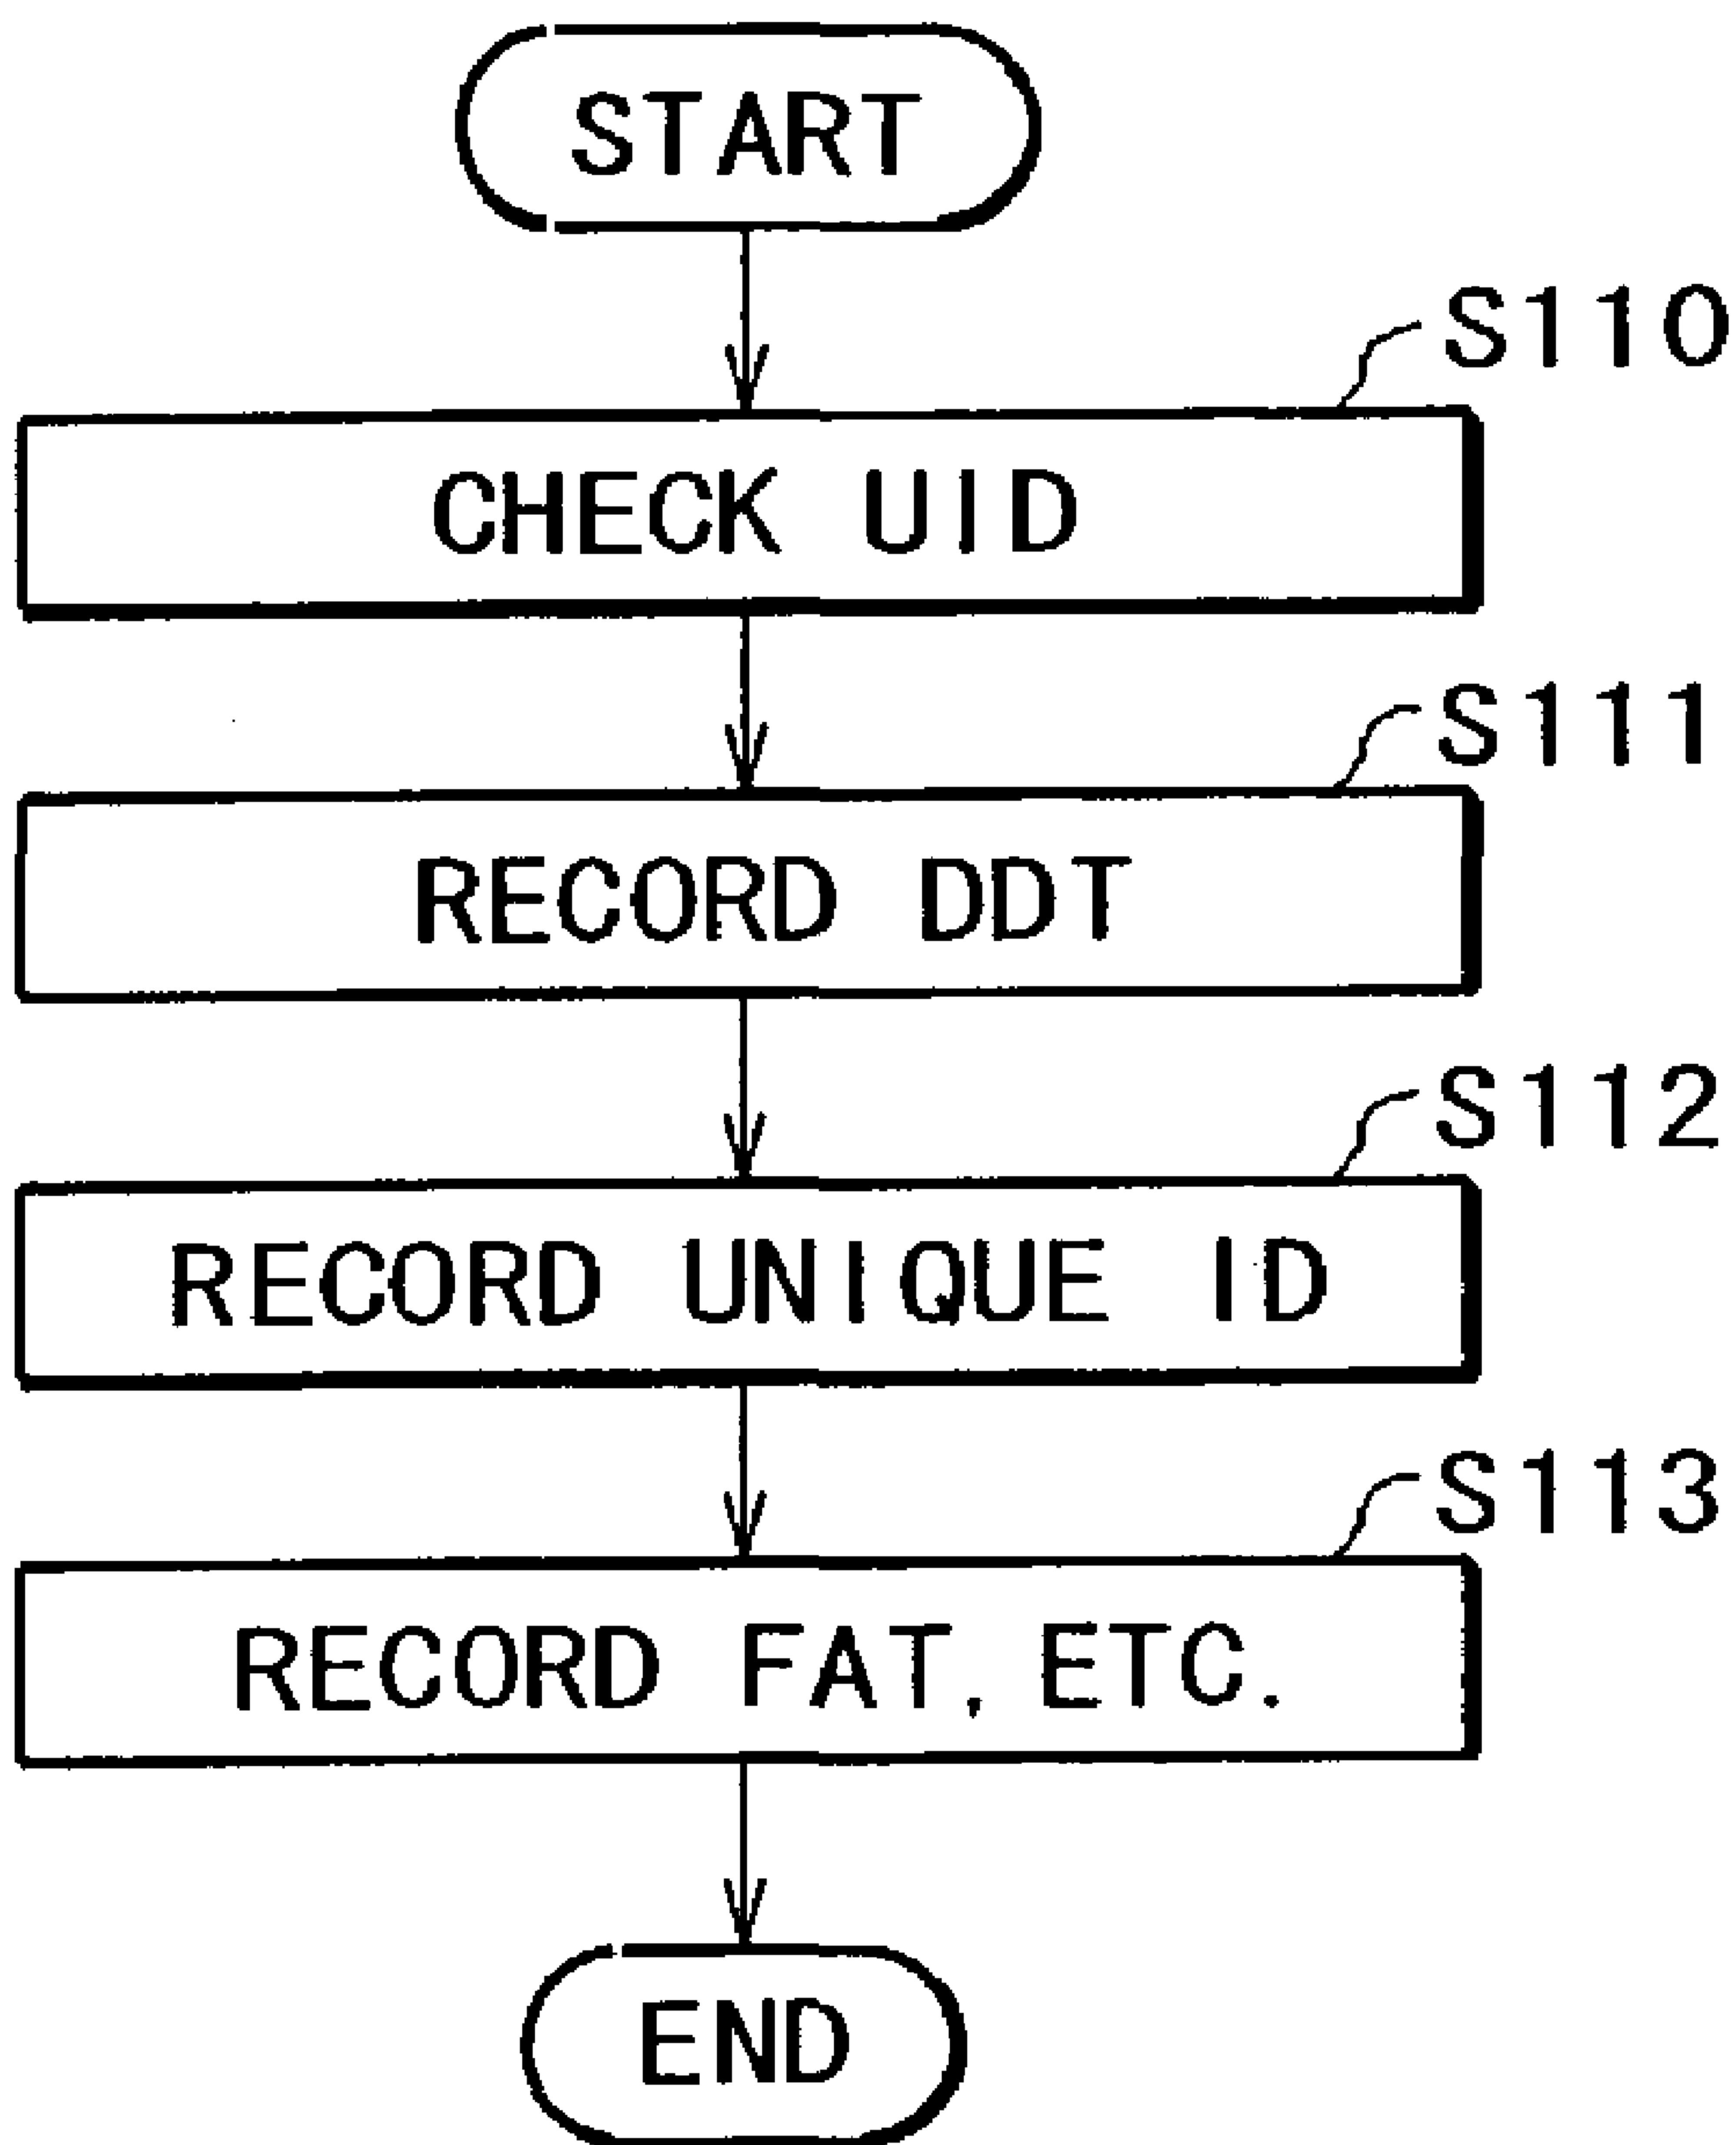 START
S110
CHECK UID
S111
RECORD DDT
S112
RECORD UNIQUE ID
S113
RECORD FAT, ETC.
END